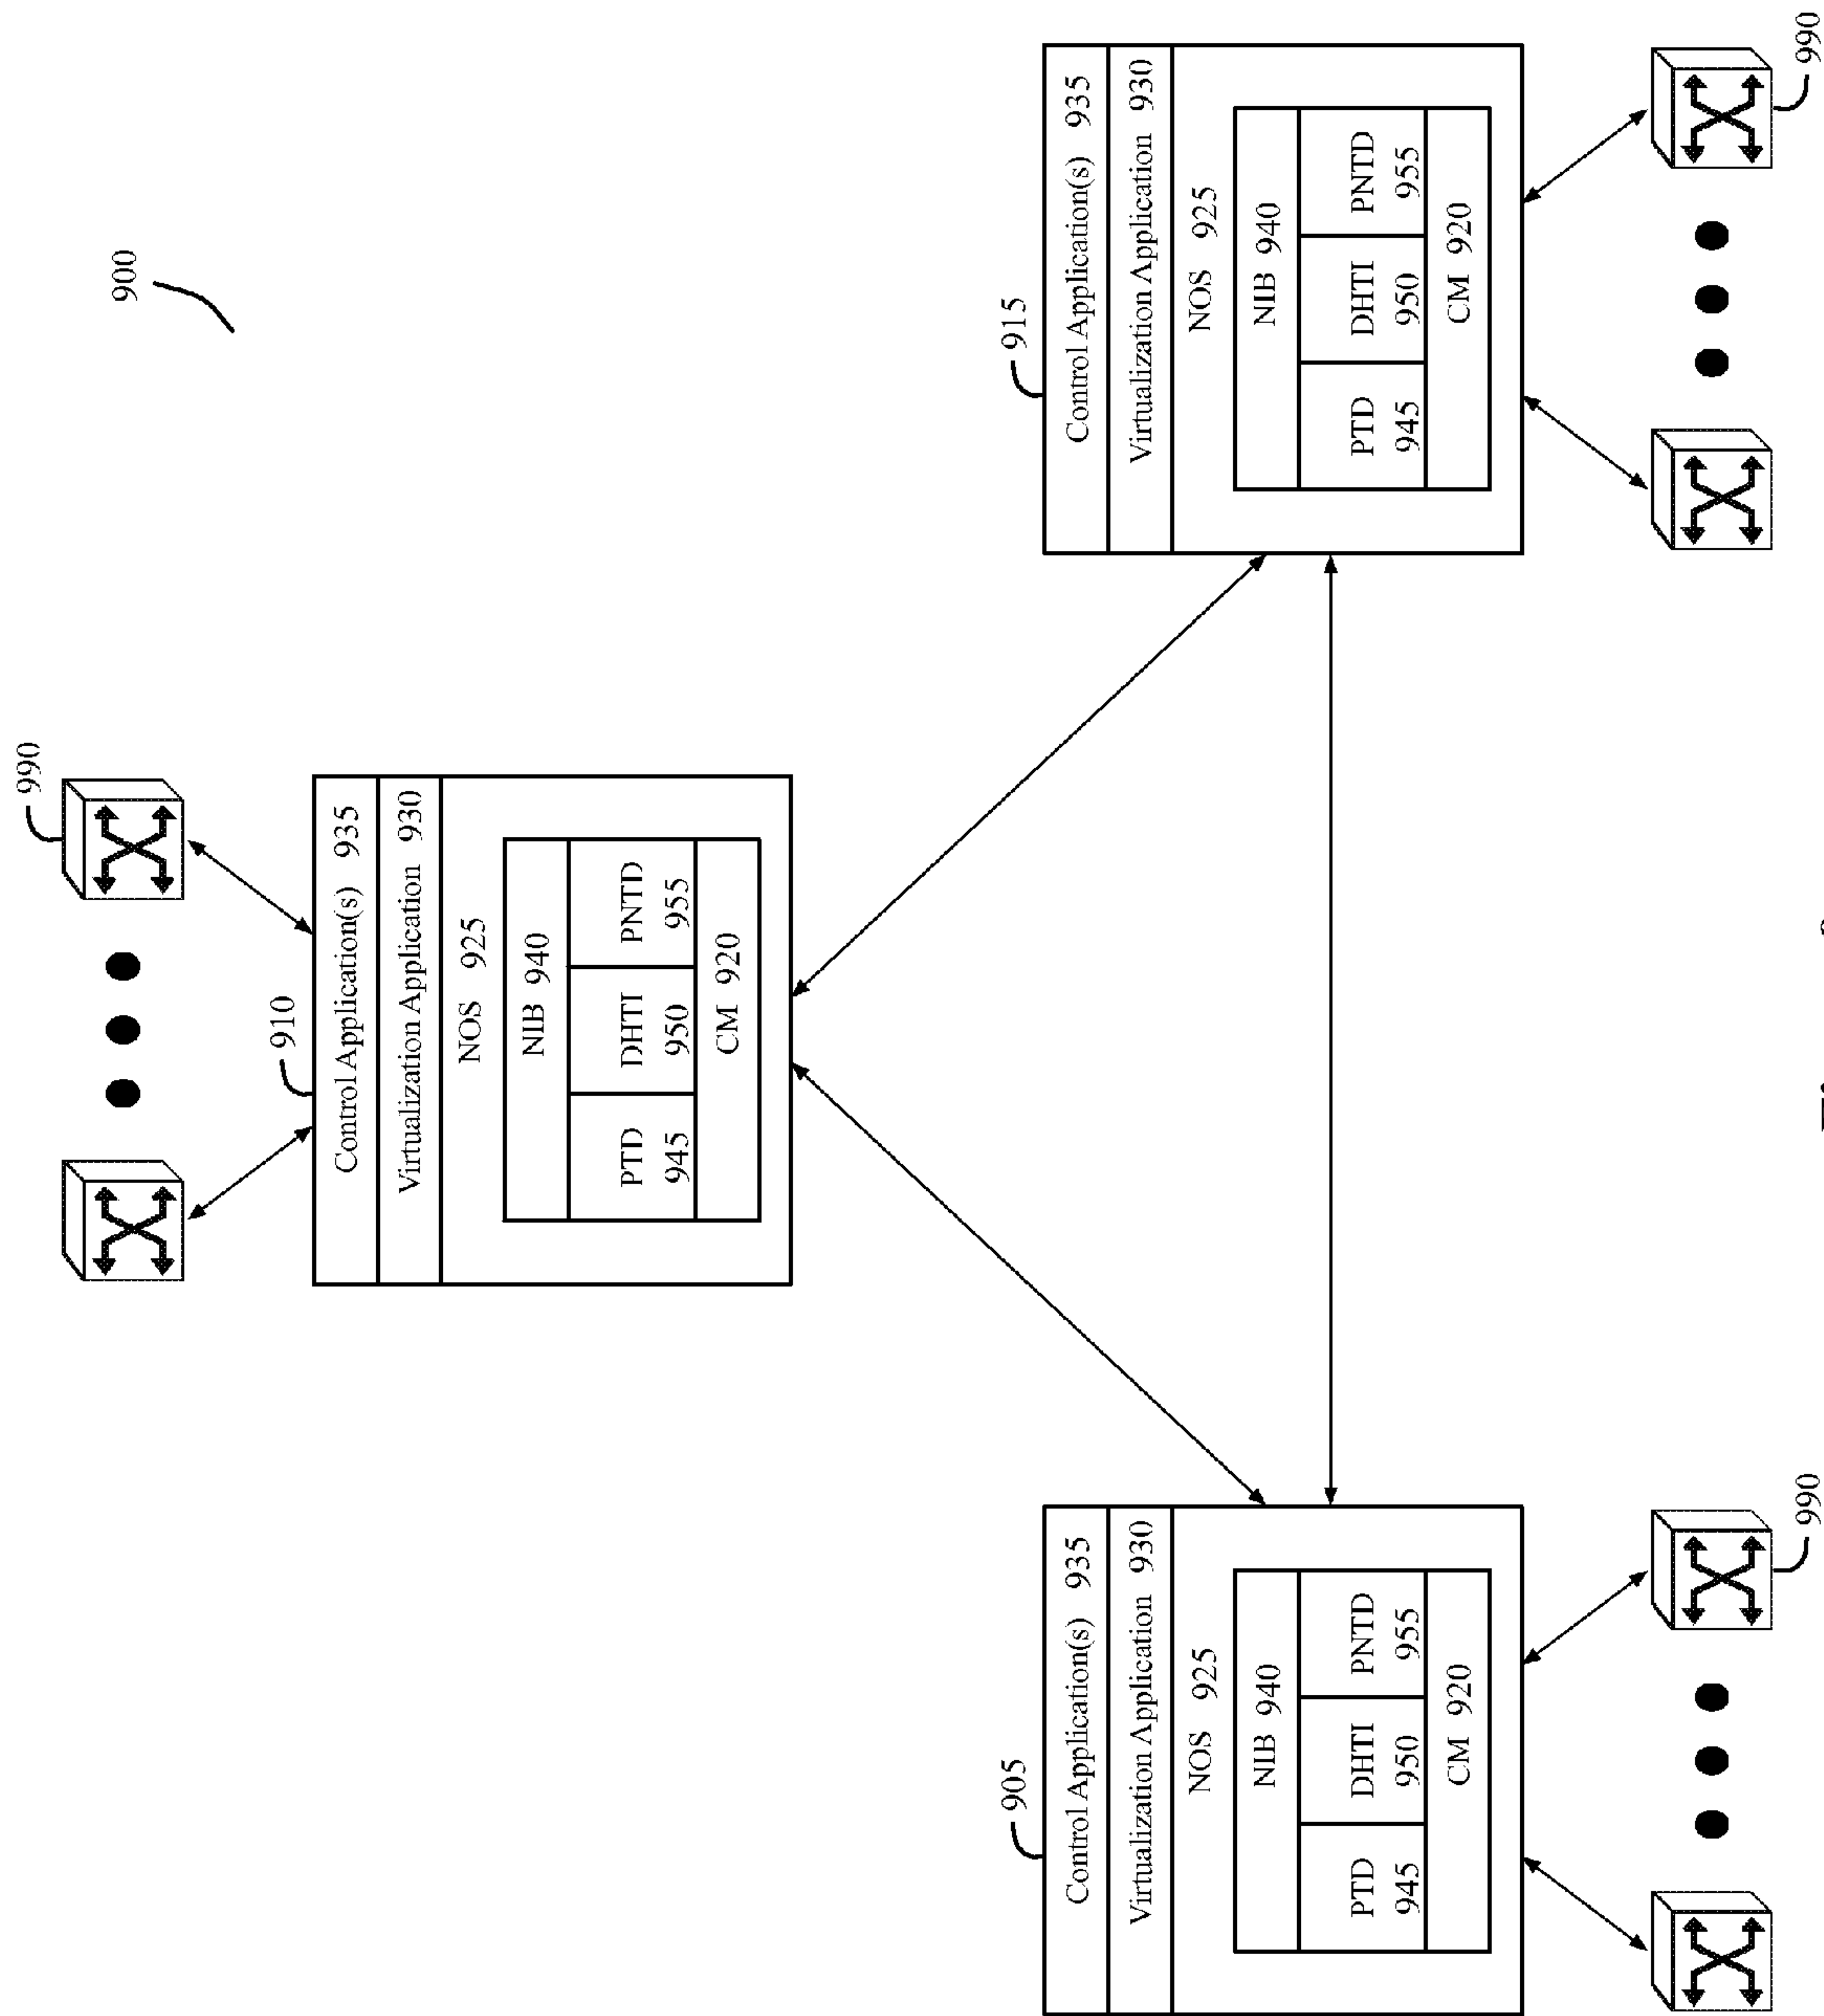 900
990
910
Control Application(s) 935
Virtualization Application 930
NOS 925
NIB 940
PTD 945
DHTI 950
PNTD 955
CM 920
905
Control Application(s) 935
Virtualization Application 930
NOS 925
NIB 940
PTD 945
DHTI 950
PNTD 955
CM 920
990
915
Control Application(s) 935
Virtualization Application 930
NOS 925
NIB 940
PTD 945
DHTI 950
PNTD 955
CM 920
990